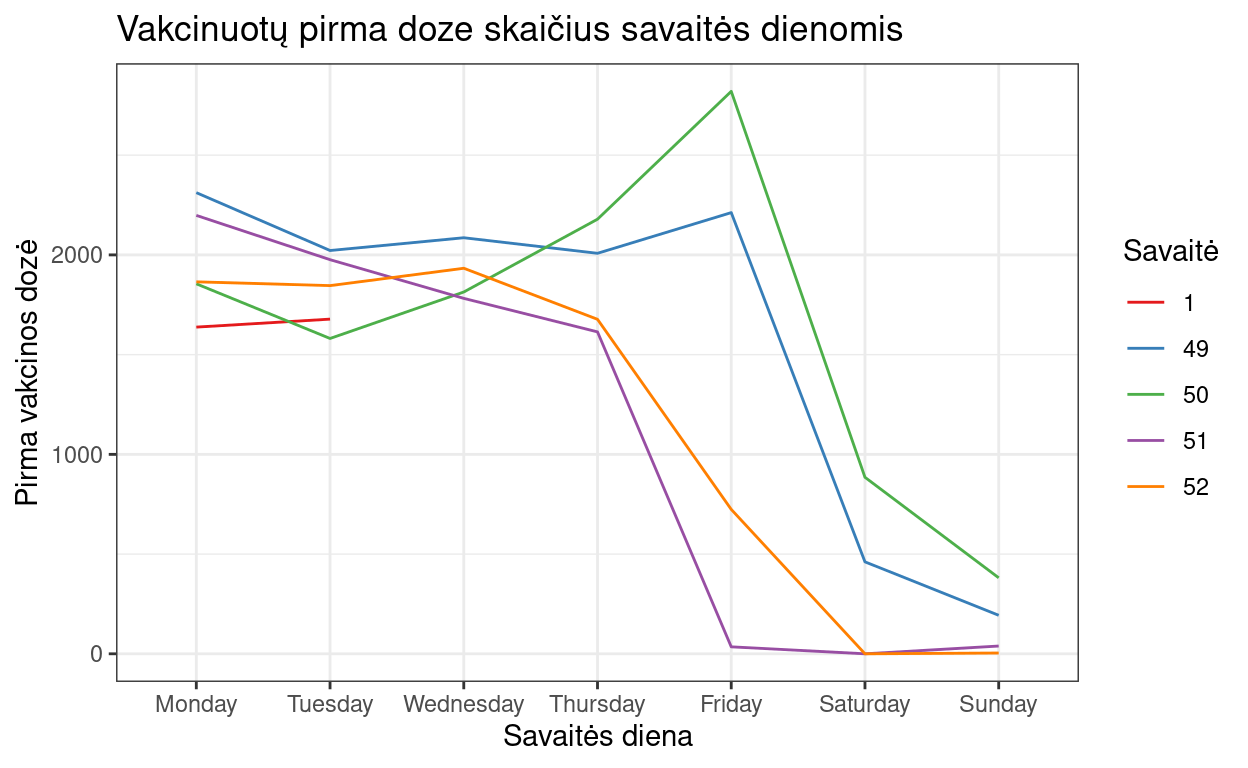 Vakcinuotų pirma doze skaičius savaitės dienomis
Pirma vakcinos dozė
2000
1000
0
Monday
Tuesday
Wednesday
Thursday
Friday
Saturday
Sunday
Savaitės diena
Savaitė
1
49
50
51
52